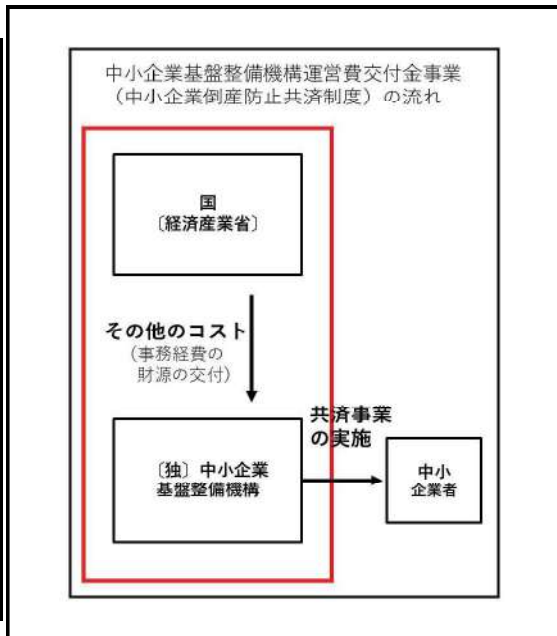 中小企業基盤整備機構運営費交付金事業
（中小企業倒産防止共済制度）の流れ
国
〔経済産業省〕
その他のコスト
（事務経費の
財源の交付）
共済事業
の実施
〔独〕中小企業
基盤整備機構
中小
企業者